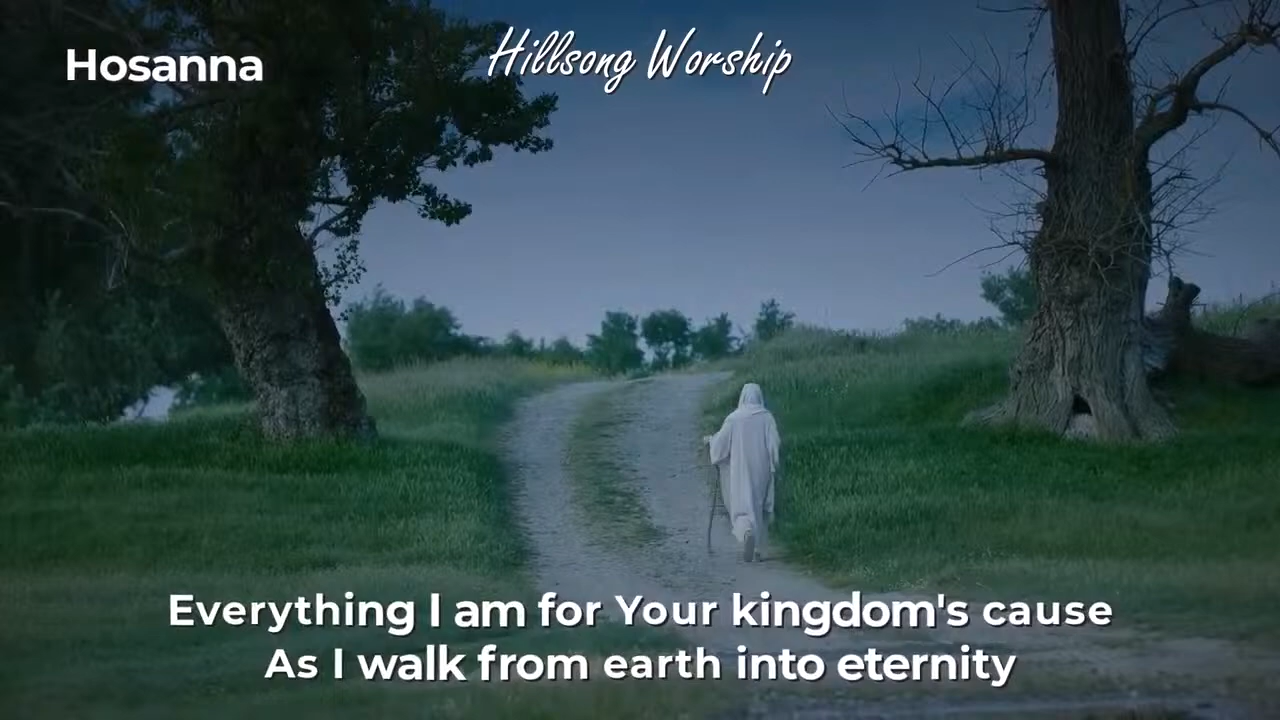 Hosanna
Hillsong Worship
Everything I am for Your kingdom's cause
As I walk from earth into eternity